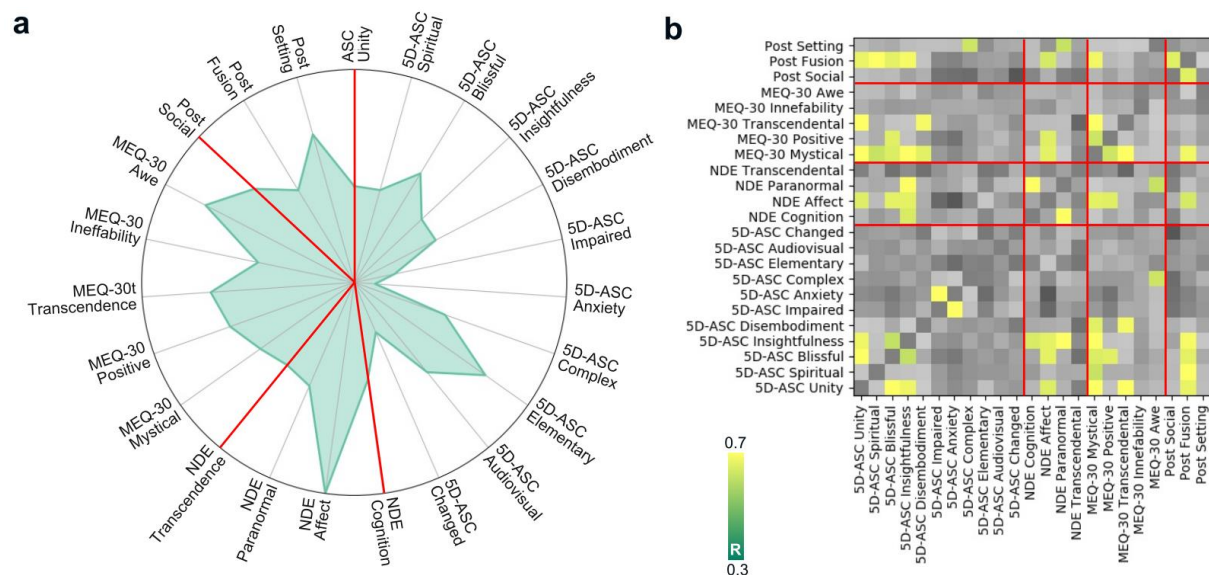 a
ASC
Unity
5D-ASC
Spiritual
5D-ASC
Blissful
5D-ASC
Insightfulness
5D-ASC
Disembodiment
5D-ASC
Impaired
5D-ASC
Anxiety
5D-ASC
Complex
5D-ASC
Elementary
5D-ASC
Audiovisual
5D-ASC
Changed
NDE
Cognition
NDE
Affect
NDE
Paranormal
NDE
Transcendence
MEQ-30
Mystical
MEQ-30
Positive
MEQ-30t
Transcendence
MEQ-30
Ineffability
MEQ-30
Awe
Post
Social
Post
Fusion
Post
Setting
b
Post Setting
Post Fusion
Post Social
MEQ-30 Awe
MEQ-30 Innefability
MEQ-30 Transcendental
MEQ-30 Positive
MEQ-30 Mystical
NDE Transcendental
NDE Paranormal
NDE Affect
NDE Cognition
5D-ASC Changed
5D-ASC Audiovisual
5D-ASC Elementary
5D-ASC Complex
5D-ASC Anxiety
5D-ASC Impaired
5D-ASC Disembodiment
5D-ASC Insightfulness
5D-ASC Blissful
5D-ASC Spiritual
5D-ASC Unity
5D-ASC Unity
5D-ASC Spiritual
5D-ASC Blissful
5D-ASC Insightfulness
5D-ASC Disembodiment
5D-ASC Impaired
5D-ASC Anxiety
5D-ASC Complex
5D-ASC Elementary
5D-ASC Audiovisual
5D-ASC Changed
NDE Cognition
NDE Affect
NDE Paranormal
NDE Transcendental
MEQ-30 Mystical
MEQ-30 Positive
MEQ-30 Transcendental
MEQ-30 Innefability
MEQ-30 Awe
Post Social
Post Fusion
Post Setting
0.7
R
0.3